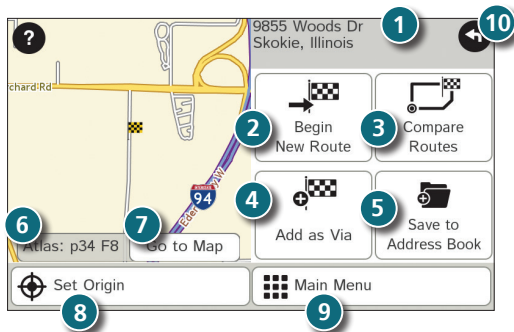 9855 Woods Dr
Skokie, Illinois
1
10
?
chard Rd
2
Begin
New Route
3
Compare
Routes
94
4
Add as Via
5
Save to
Address Book
6
Atlas: p34 F8
7
Go to Map
8
Set Origin
9
Main Menu